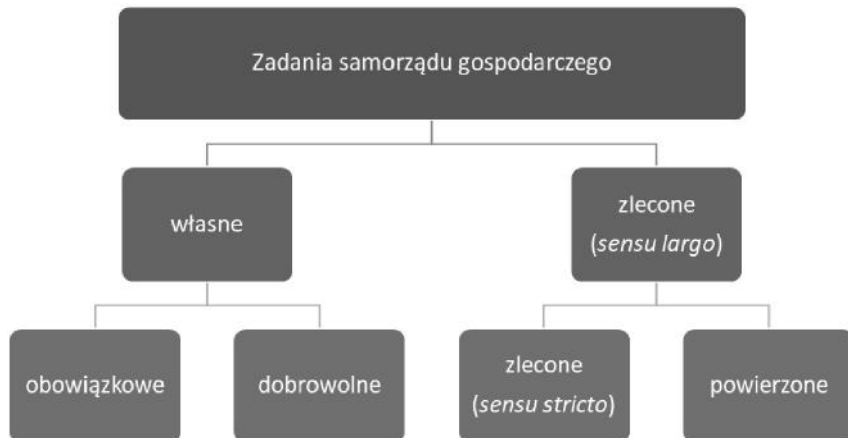 Zadania samorządu gospodarczego
własne
zlecone
(sensu largo)
obowiązkowe
dobrowolne
zlecone
(sensu stricto)
powierzone